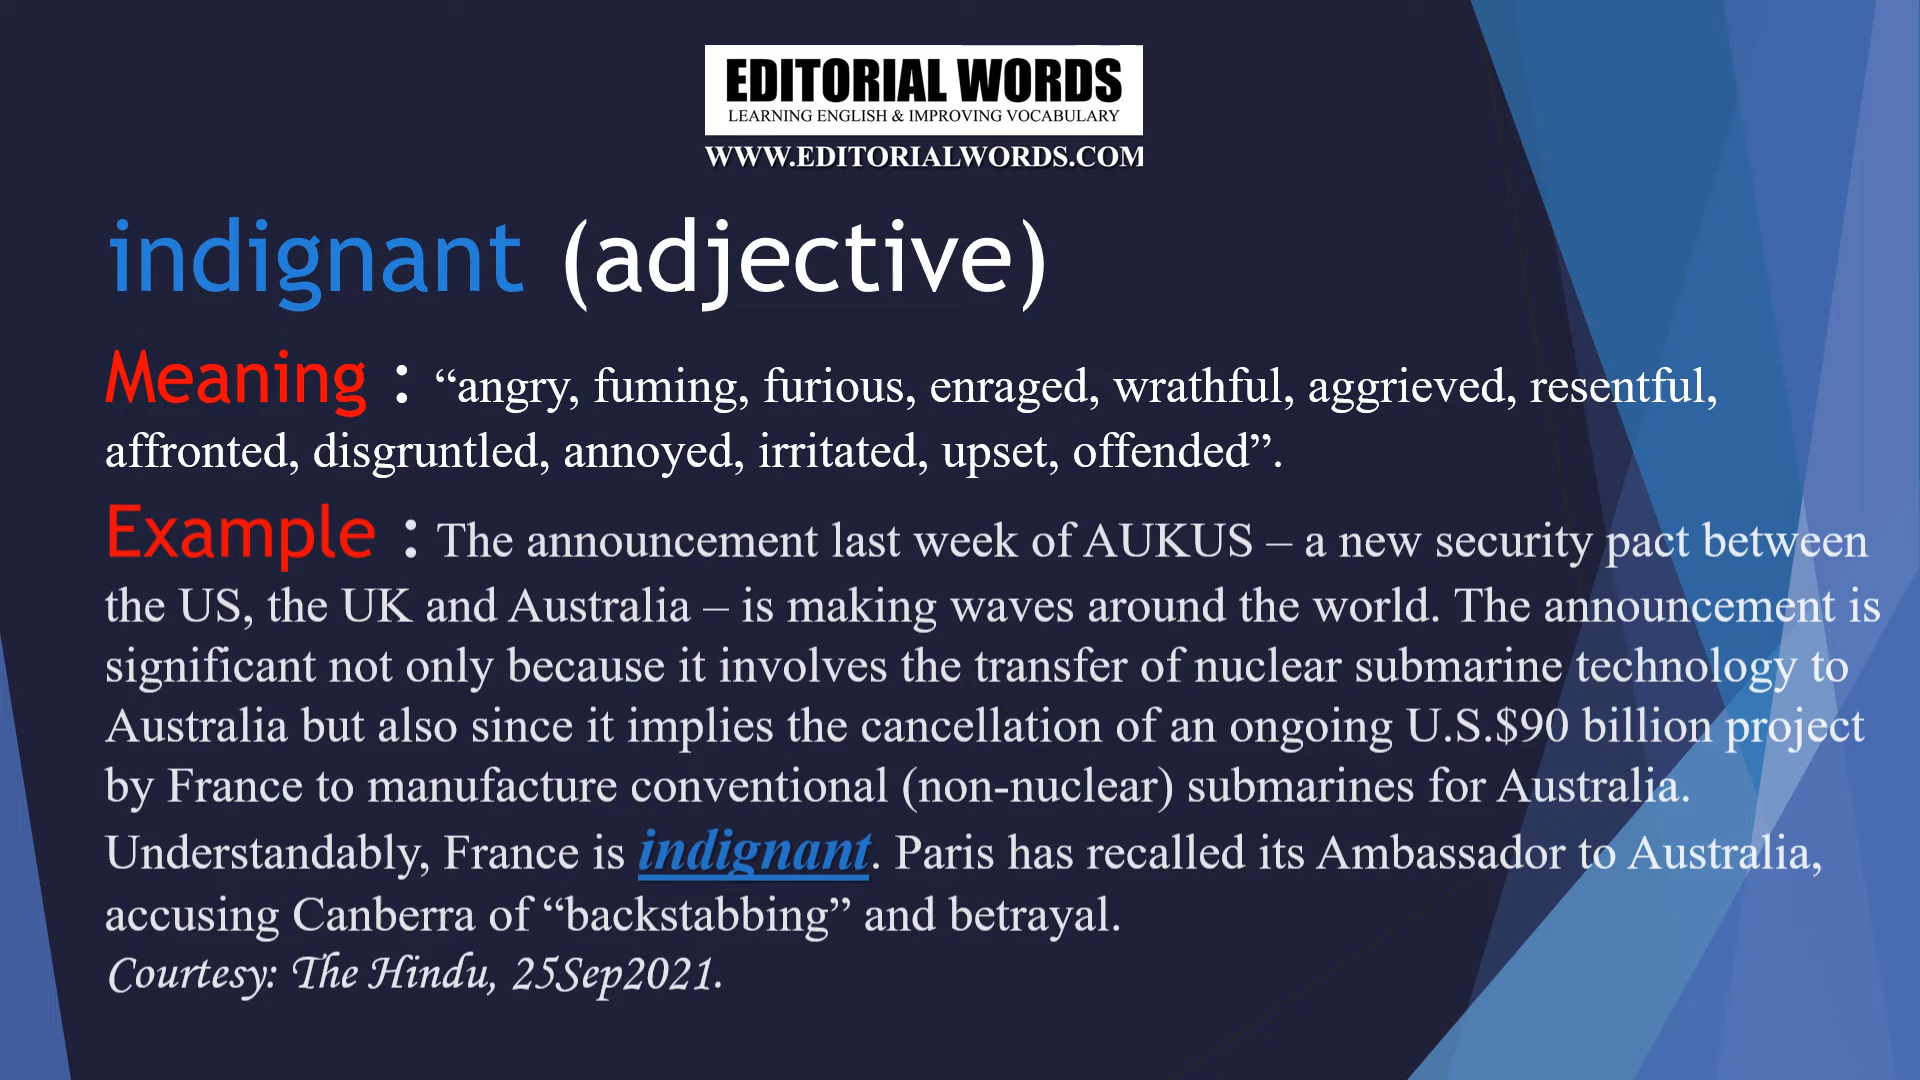 EDITORIAL WORDS
LEARNING ENGLISH & IMPROVING VOCABULARY
WWW.EDITORIALWORDS.COM
indignant (adjective)
Meaning : “angry, fuming, furious, enraged, wrathful, aggrieved, resentful,
affronted, disgruntled, annoyed, irritated, upset, offended”.
Example : The announcement last week of AUKUS – a new security pact between
the US, the UK and Australia – is making waves around the world. The announcement is
significant not only because it involves the transfer of nuclear submarine technology to
Australia but also since it implies the cancellation of an ongoing U.S.$90 billion project
by France to manufacture conventional (non-nuclear) submarines for Australia.
Understandably, France is indignant. Paris has recalled its Ambassador to Australia,
accusing Canberra of “backstabbing” and betrayal.
Courtesy: The Hindu, 25Sep2021.